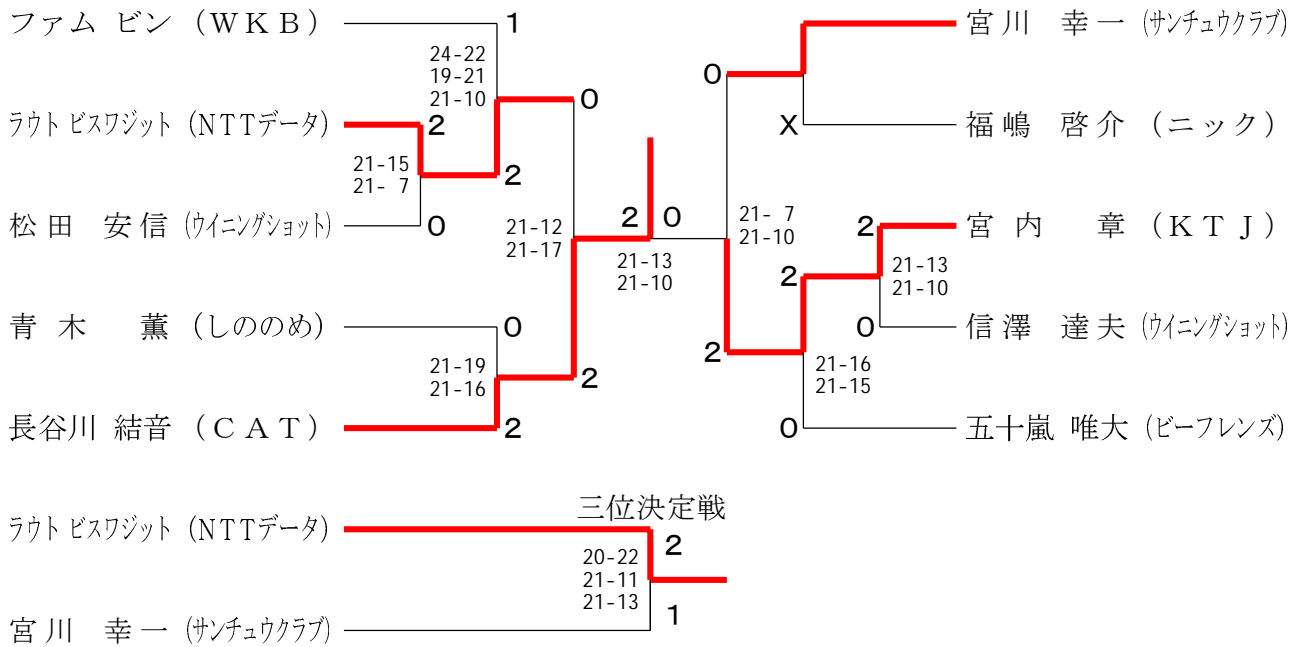 ファム ビン (WKB)
1
24-22
19-21
21-10
0
ラウト ビスワジット (NTTデータ)
2
21-15
21- 7
2
松田 安信 (ウイニングショット)
0
21-12
21-17
青木 薫 (しののめ)
0
21-19
21-16
2
長谷川 結音 (CAT)
2
2
0
21-13
21-10
宮川 幸一 (サンチュウクラブ)
0
X
福嶋 啓介 (ニック)
21- 7
21-10
2
宮内 章 (KTJ)
2
21-13
21-10
0
信澤 達夫 (ウイニングショット)
2
21-16
21-15
0
五十嵐 唯大 (ビーフレンズ)
三位決定戦
ラウト ビスワジット (NTTデータ)
2
20-22
21-11
21-13
1
宮川 幸一 (サンチュウクラブ)